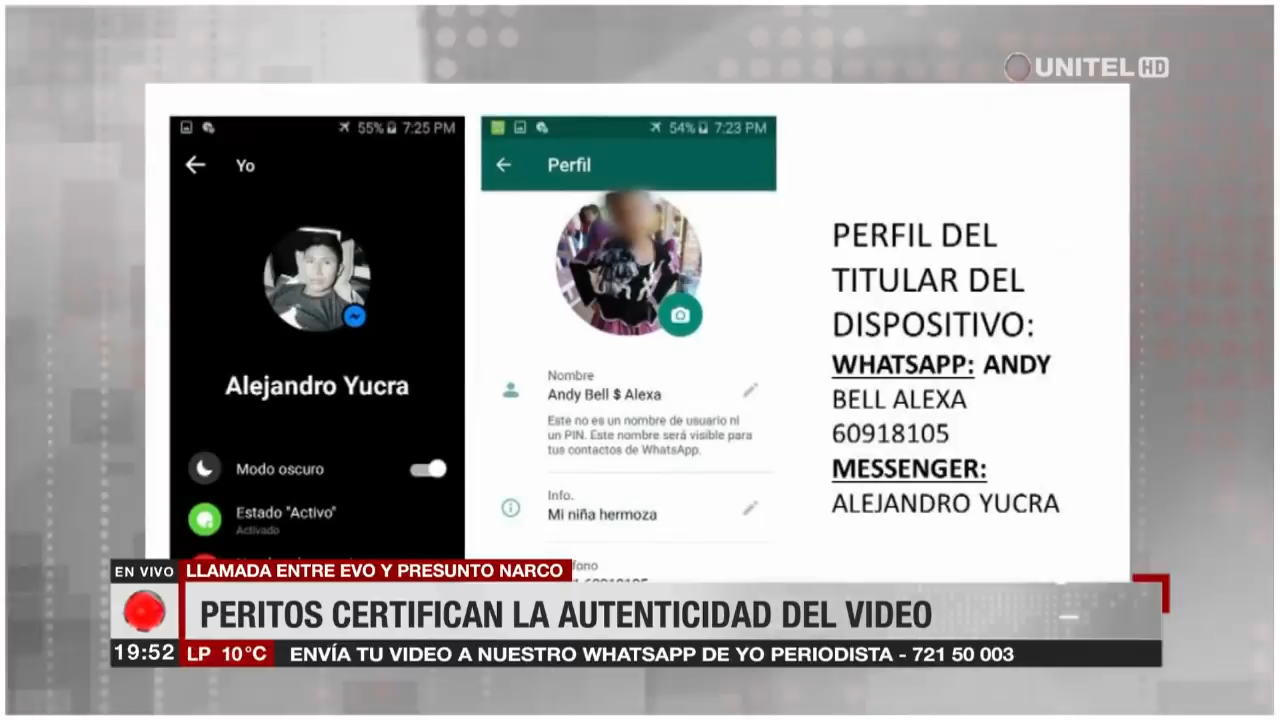 UNITEL HD
55% 7:25 PM
Yo
Alejandro Yucra
Modo oscuro
Estado "Activo"
Activado
54% 7:23 PM
Perfil
Nombre
Andy Bell $ Alexa
Este no es un nombre de usuario ni
un PIN. Este nombre será visible para
tus contactos de WhatsApp.
Info.
Mi niña hermoza
PERFIL DEL
TITULAR DEL
DISPOSITIVO:
WHATSAPP: ANDY
BELL ALEXA
60918105
MESSENGER:
ALEJANDRO YUCRA
EN VIVO LLAMADA ENTRE EVO Y PRESUNTO NARCO
PERITOS CERTIFICAN LA AUTENTICIDAD DEL VIDEO
19:52 LP 10°C ENVÍA TU VIDEO A NUESTRO WHATSAPP DE YO PERIODISTA - 721 50 003